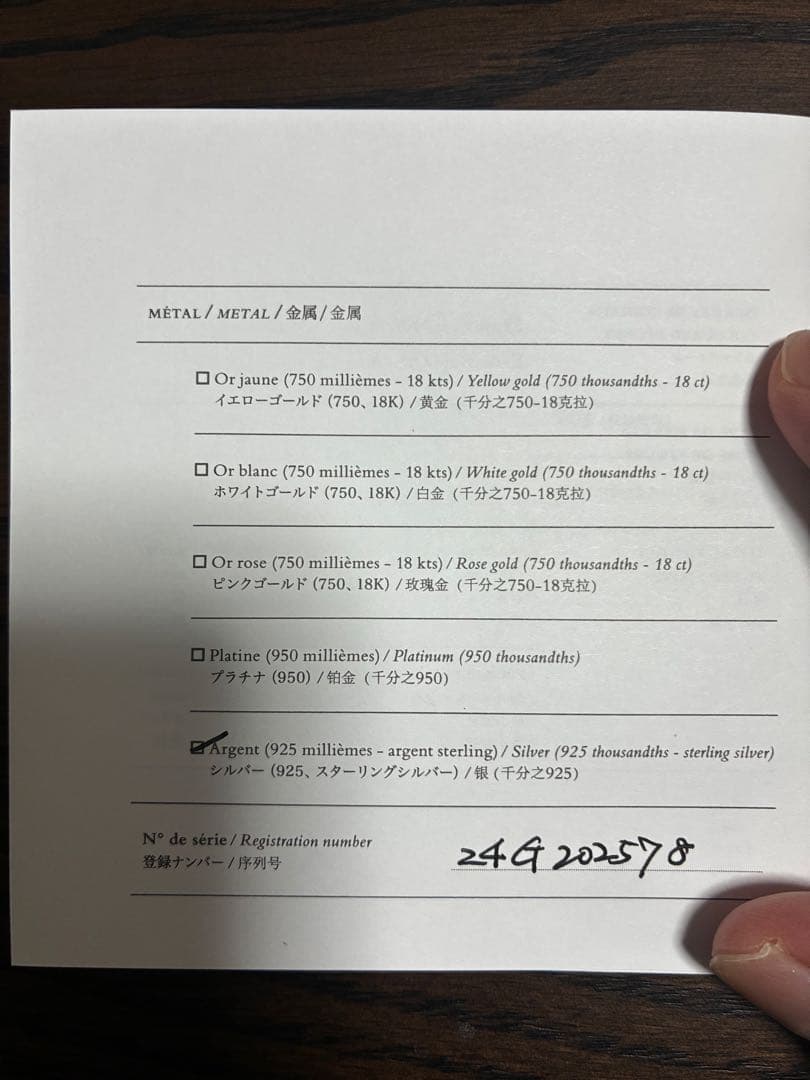 MÉTAL / METAL / 金属 / 金属
Or jaune (750 millièmes – 18 kts) / Yellow gold (750 thousandths - 18 ct)
イエローゴールド (750、18K) / 黄金 (千分之750-18克拉)
Or blanc (750 millièmes – 18 kts) / White gold (750 thousandths - 18 ct)
ホワイトゴールド (750、18K) / 白金 (千分之750-18克拉)
Or rose (750 millièmes – 18 kts) / Rose gold (750 thousandths - 18 ct)
ピンクゴールド (750、18K) / 玫瑰金 (千分之750-18克拉)
Platine (950 millièmes) / Platinum (950 thousandths)
プラチナ (950) / 铂金 (千分之950)
Argent (925 millièmes – argent sterling) / Silver (925 thousandths - sterling silver)
シルバー (925、スターリングシルバー) / 银 (千分之925)
N° de série / Registration number
登録ナンバー / 序列号
24G202578